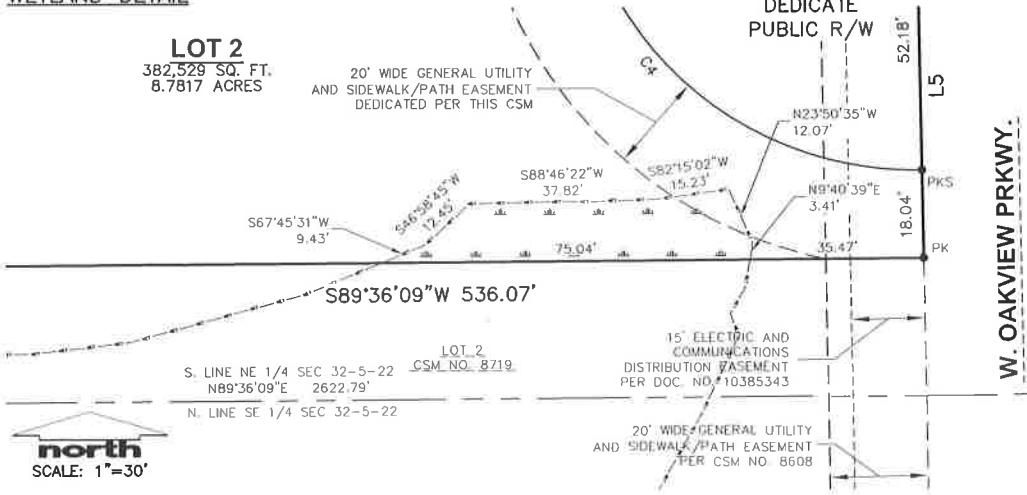 WETLAND DETAIL
LOT 2
382,529 SQ. FT.
8.7817 ACRES
20' WIDE GENERAL UTILITY
AND SIDEWALK/PATH EASEMENT
DEDICATED PER THIS CSM
DEDICATE
PUBLIC R/W
C4
52.18'
L5
N23°50'35"W
12.07'
S88°46'22"W
37.82'
S82°15'02"W
15.23'
S46°58'45"W
12.45'
S67°45'31"W
9.43'
N9°40'39"E
3.41'
PKS
18.04'
PK
75.04'
35.47'
S89°36'09"W 536.07'
W. OAKVIEW PRKWY.
LOT 2
CSM NO. 8719
S. LINE NE 1/4 SEC 32-5-22
N89°36'09"E 2622.79'
N. LINE SE 1/4 SEC 32-5-22
15' ELECTRIC AND
COMMUNICATIONS
DISTRIBUTION EASEMENT
PER DOC. NO. 10385343
20' WIDE GENERAL UTILITY
AND SIDEWALK/PATH EASEMENT
PER CSM NO. 8608
north
SCALE: 1"=30'